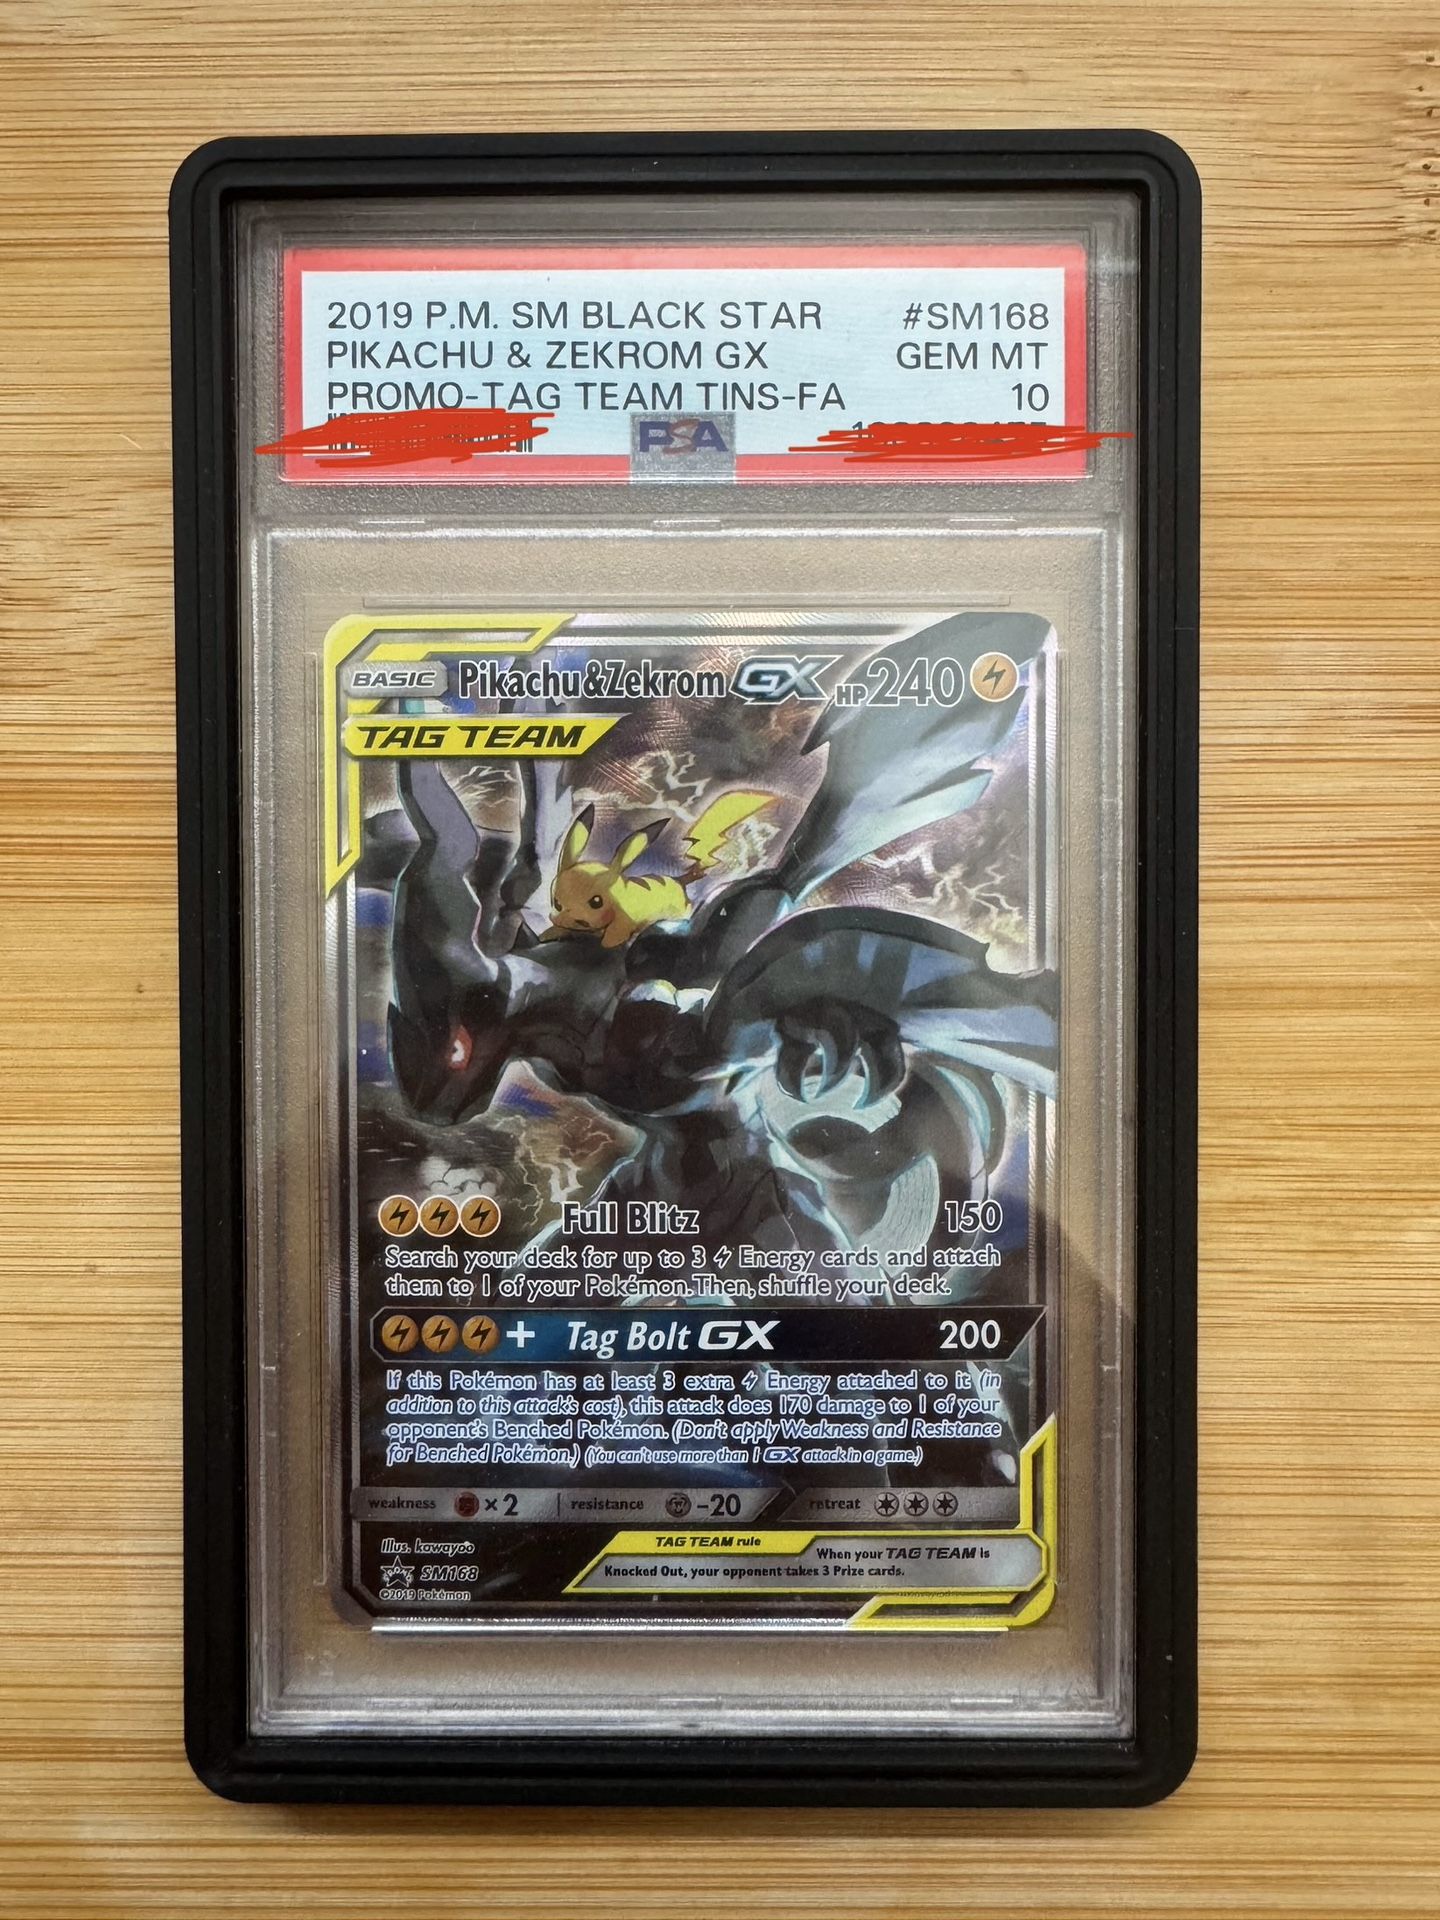 2019 P.M. SM BLACK STAR #SM168
PIKACHU & ZEKROM GX GEM MT
PROMO-TAG TEAM TINS-FA 10
PSA
BASIC Pikachu&Zekrom GX HP240
TAG TEAM
Full Blitz 150
Search your deck for up to 3 Energy cards and attach
them to 1 of your Pokémon. Then, shuffle your deck.
+ Tag Bolt GX 200
If this Pokémon has at least 3 extra Energy attached to it (in
addition to this attack's cost), this attack does 170 damage to 1 of your
opponent's Benched Pokémon. (Don't apply Weakness and Resistance
for Benched Pokémon.) (You can't use more than 1 GX attack in a game.)
weakness ×2 resistance -20 retreat
Illus. kawayoo
SM168
©2019 Pokémon
TAG TEAM rule
When your TAG TEAM is
Knocked Out, your opponent takes 3 Prize cards.